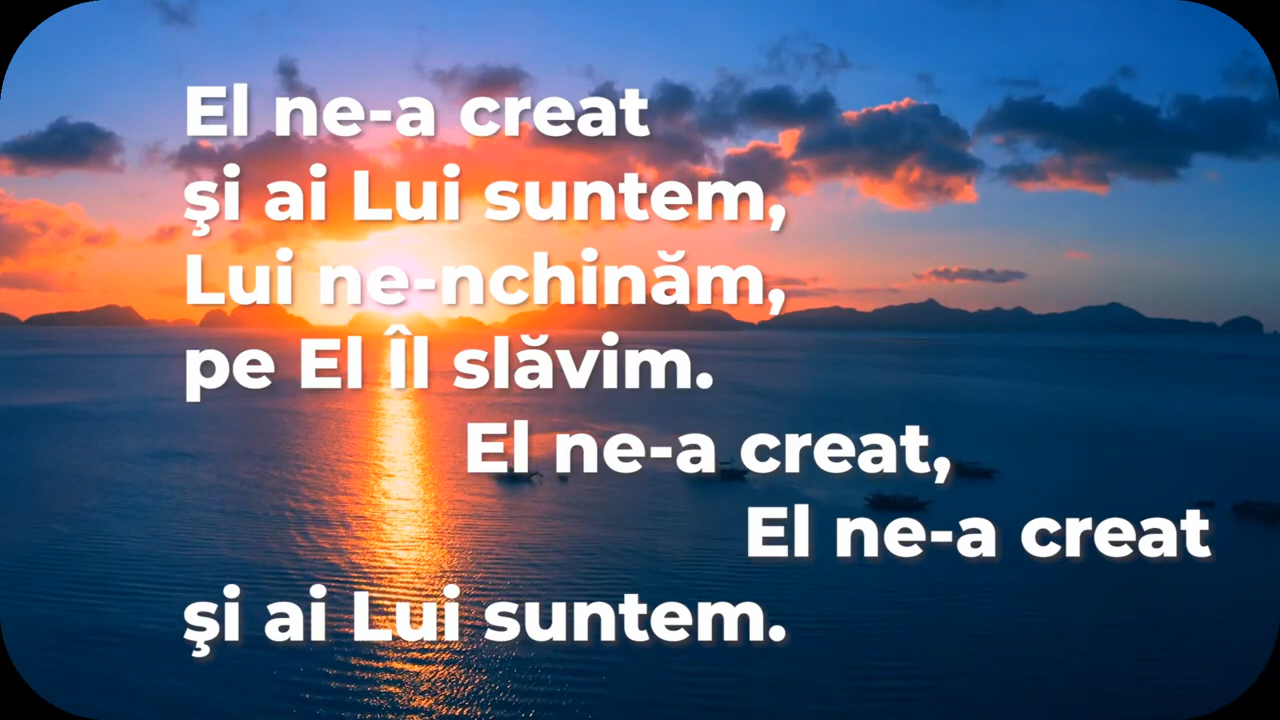 El ne-a creat
şi ai Lui suntem,
Lui ne-nchinăm,
pe El Îl slăvim.
El ne-a creat,
El ne-a creat
şi ai Lui suntem.